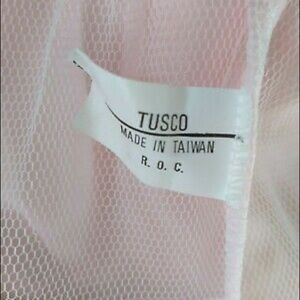 TUSCO
MADE IN TAIWAN
R. O. C.